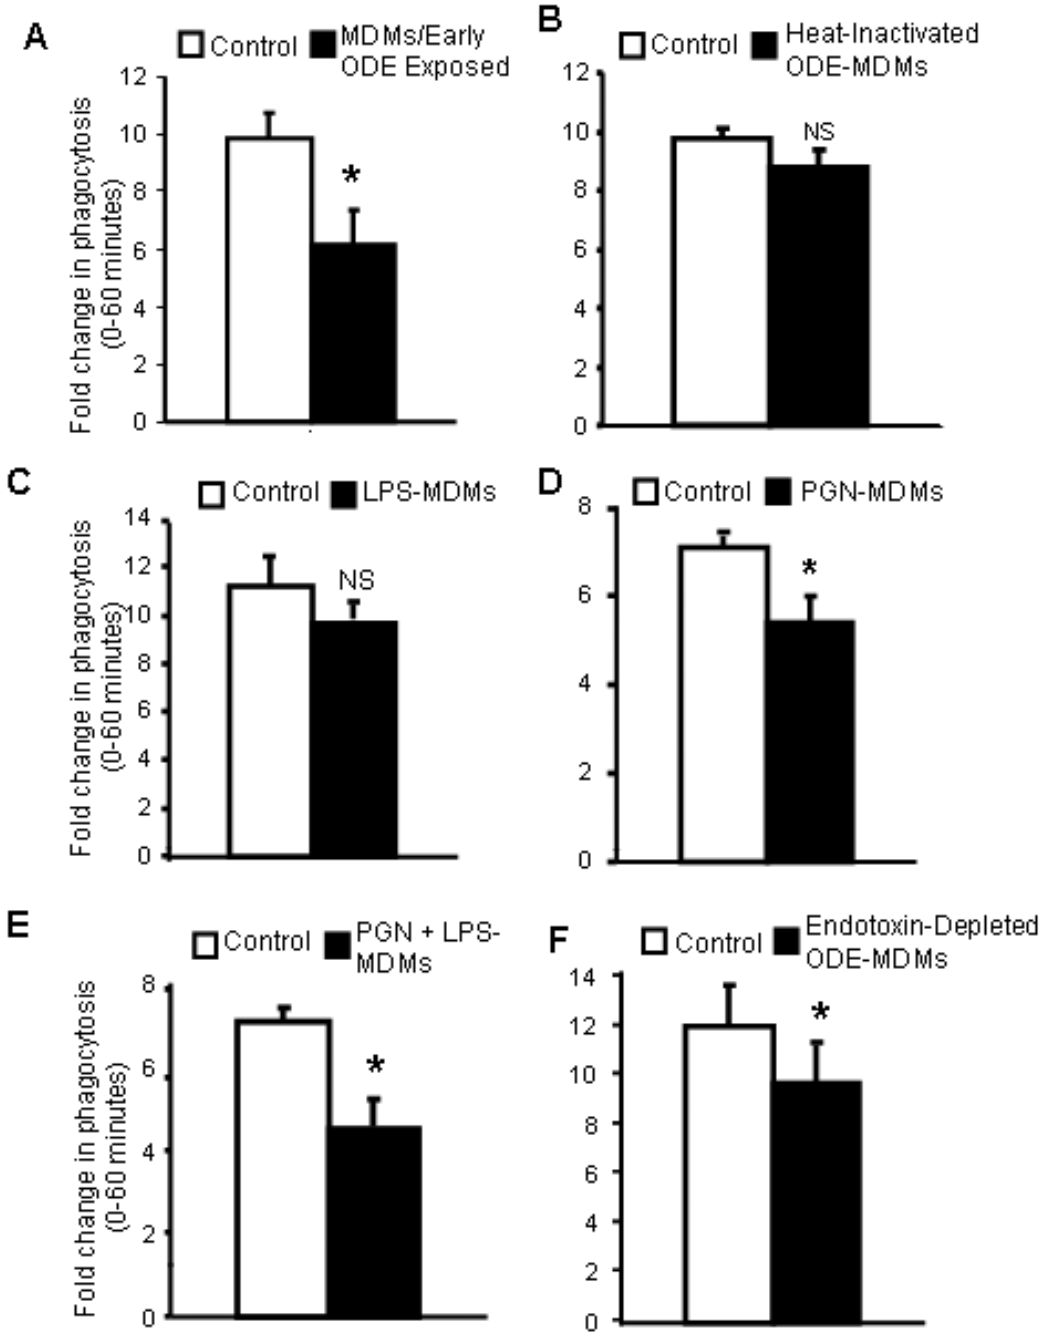 A
Control
MDMs/Early
ODE Exposed
Fold change in phagocytosis
(0-60 minutes)
12
10
8
6
4
2
0
*
B
Control
Heat-Inactivated
ODE-MDMs
12
10
8
6
4
2
0
NS
C
Control
LPS-MDMs
Fold change in phagocytosis
(0-60 minutes)
14
12
10
8
6
4
2
0
NS
D
Control
PGN-MDMs
8
6
4
2
0
*
E
Control
PGN + LPS-
MDMs
Fold change in phagocytosis
(0-60 minutes)
8
6
4
2
0
*
F
Control
Endotoxin-Depleted
ODE-MDMs
14
12
10
8
6
4
2
0
*